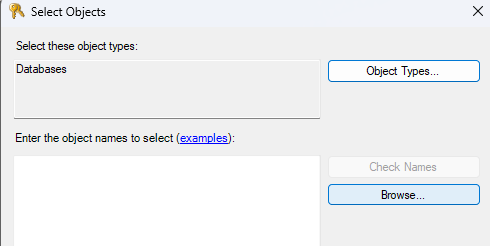 Select Objects
Select these object types:
Databases
Object Types...
Enter the object names to select (examples):
Check Names
Browse...